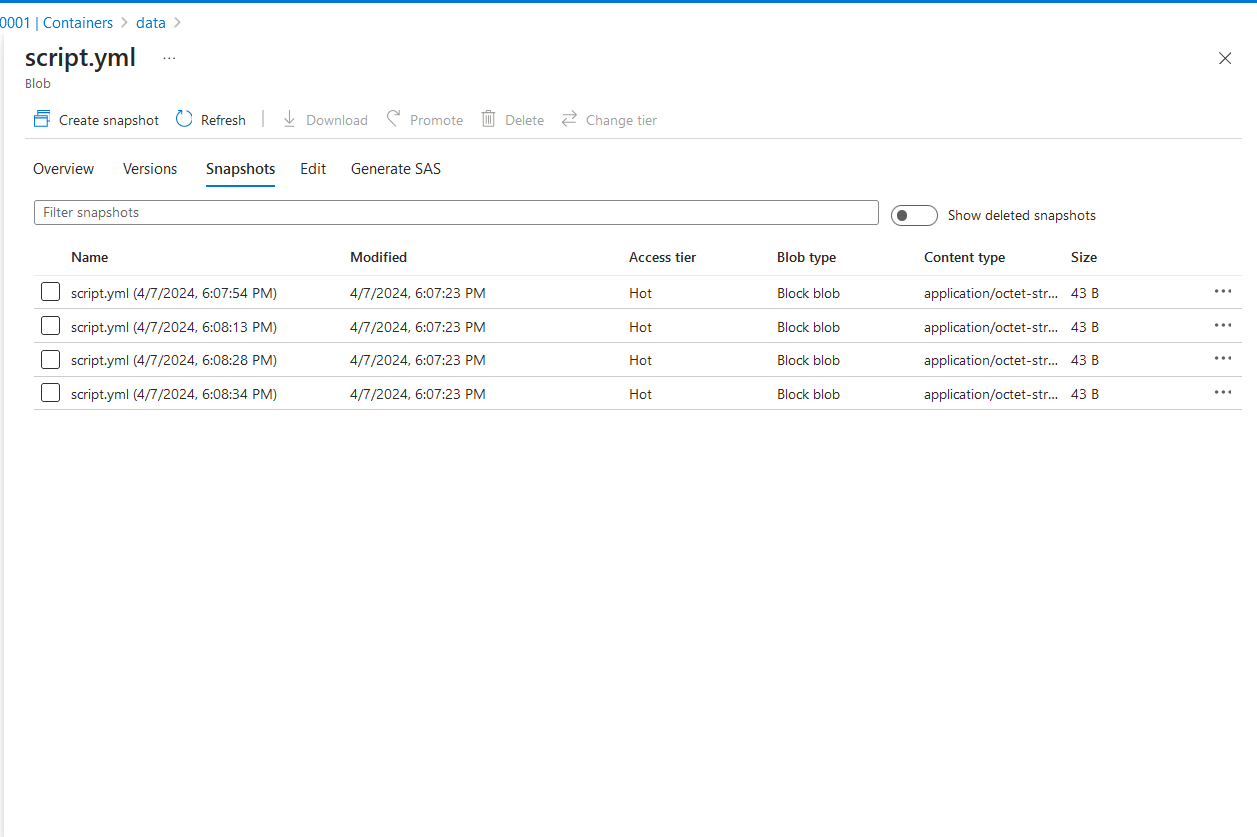 0001 | Containers > data >
script.yml ...
Blob
Create snapshot Refresh | Download Promote Delete Change tier
Overview Versions Snapshots Edit Generate SAS
Filter snapshots Show deleted snapshots
Name Modified Access tier Blob type Content type Size
script.yml (4/7/2024, 6:07:54 PM) 4/7/2024, 6:07:23 PM Hot Block blob application/octet-str... 43 B ...
script.yml (4/7/2024, 6:08:13 PM) 4/7/2024, 6:07:23 PM Hot Block blob application/octet-str... 43 B ...
script.yml (4/7/2024, 6:08:28 PM) 4/7/2024, 6:07:23 PM Hot Block blob application/octet-str... 43 B ...
script.yml (4/7/2024, 6:08:34 PM) 4/7/2024, 6:07:23 PM Hot Block blob application/octet-str... 43 B ...